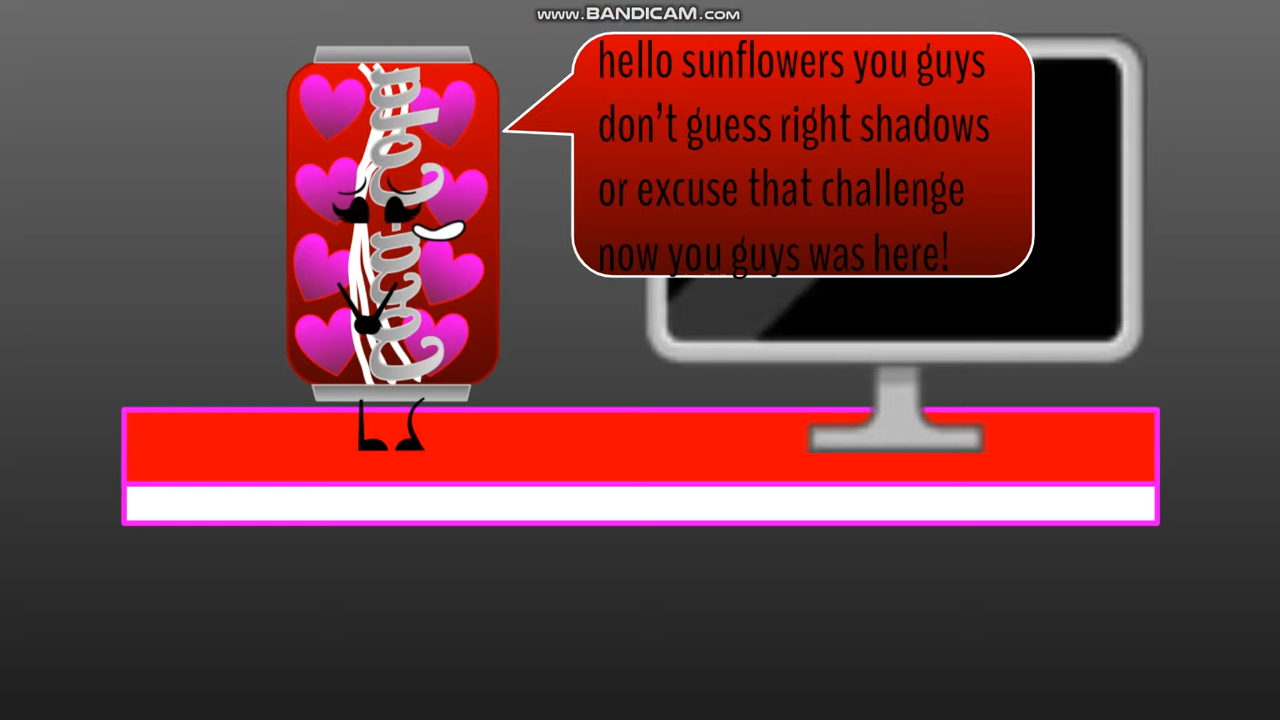 www.BANDICAM.com
hello sunflowers you guys
don't guess right shadows
or excuse that challenge
now you guys was here!
Coca-Cola